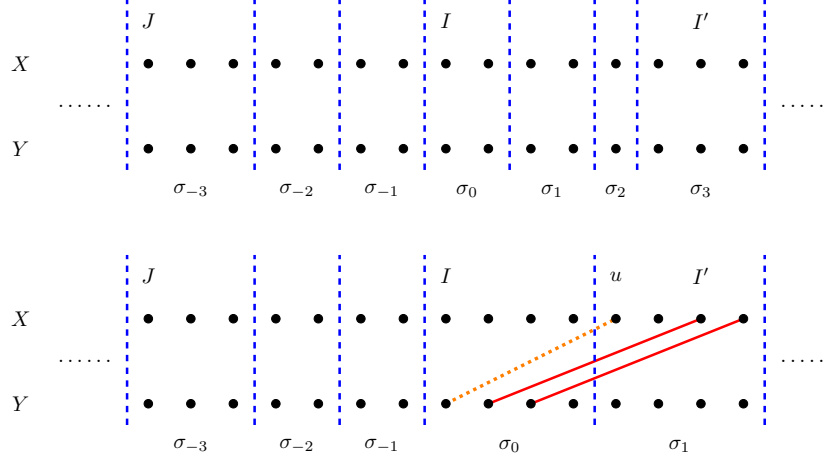 J I I′
X
…… ……
Y
σ₋₃ σ₋₂ σ₋₁ σ₀ σ₁ σ₂ σ₃
J I u I′
X
…… ……
Y
σ₋₃ σ₋₂ σ₋₁ σ₀ σ₁